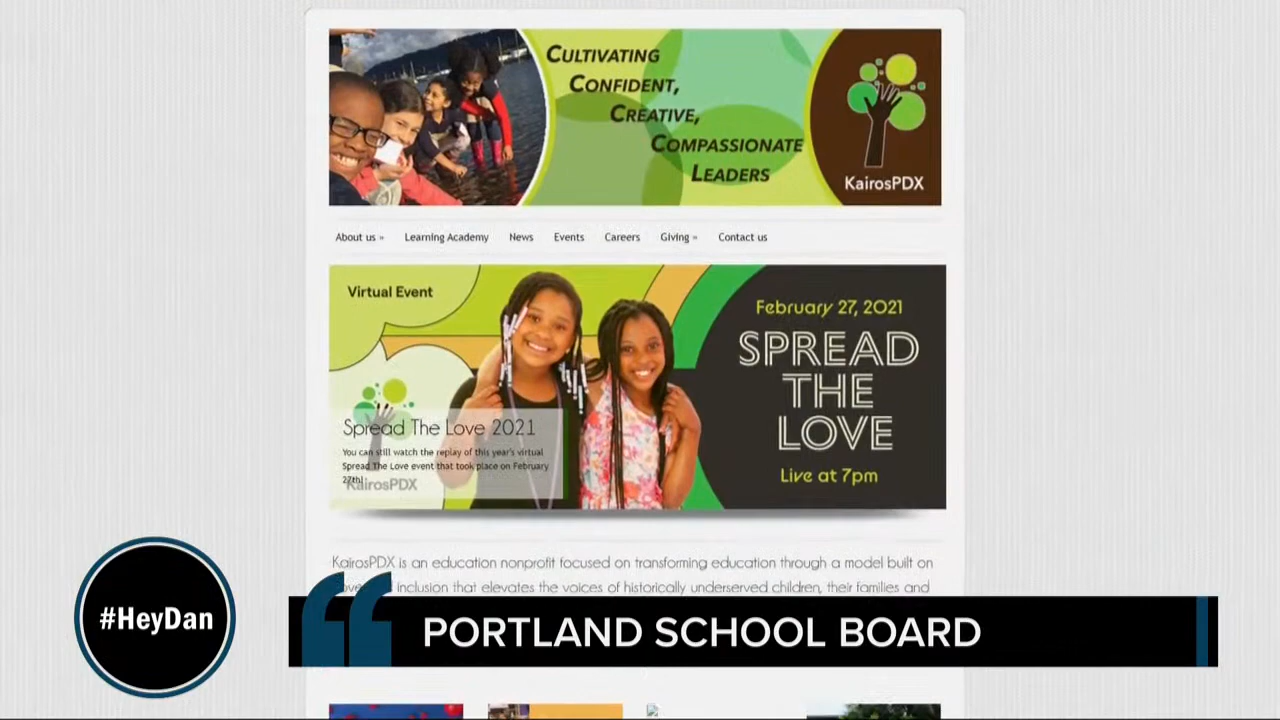 CULTIVATING
CONFIDENT,
CREATIVE,
COMPASSIONATE
LEADERS
KairosPDX
About us »
Learning Academy
News
Events
Careers
Giving »
Contact us
Virtual Event
February 27, 2021
SPREAD
THE
LOVE
Live at 7pm
Spread The Love 2021
You can still watch the replay of this year's virtual
Spread The Love event that took place on February
27th!
KairosPDX
KairosPDX is an education nonprofit focused on transforming education through a model built on
inclusion that elevates the voices of historically underserved children, their families and
#HeyDan
PORTLAND SCHOOL BOARD